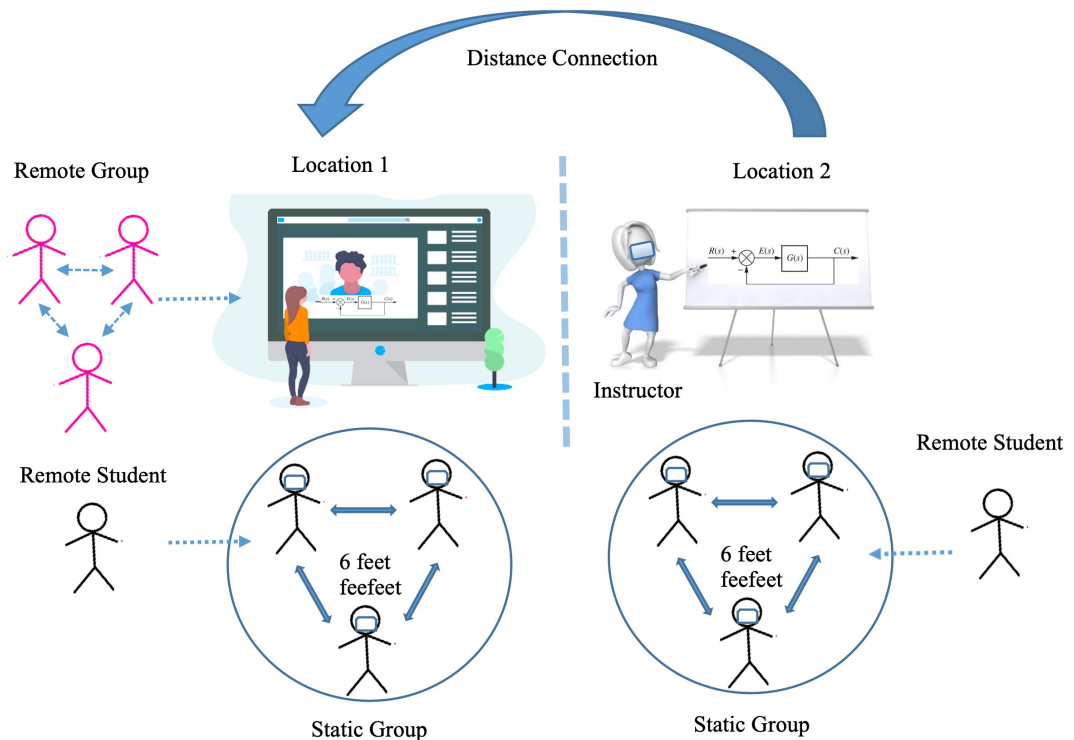 Distance Connection
Location 1
Location 2
Remote Group
R(s) + E(s) G(s) C(s)
−
R(s) + E(s) G(s) C(s)
−
Instructor
Remote Student
Remote Student
6 feet
feefeet
6 feet
feefeet
Static Group
Static Group